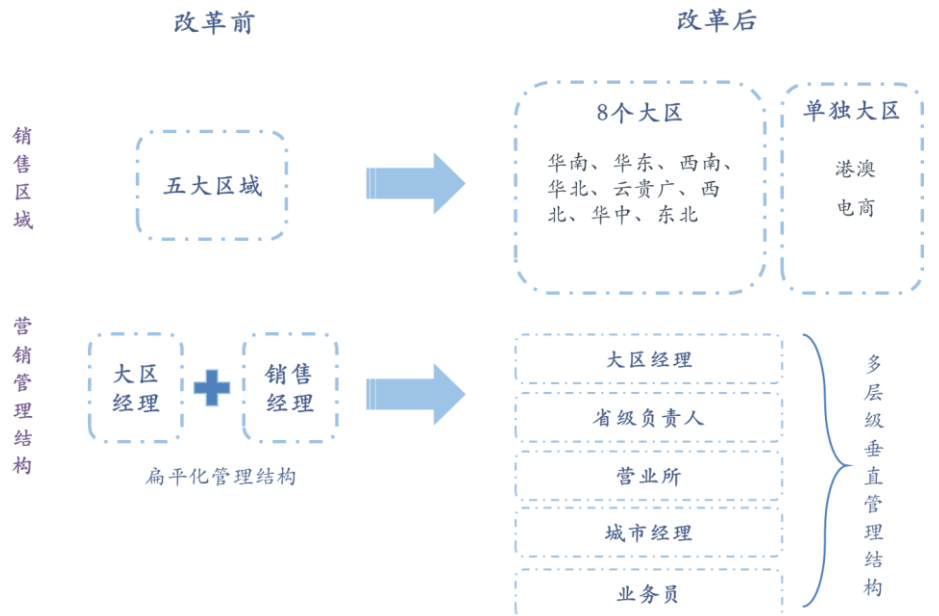 改革前
改革后
销售区域
五大区域
8个大区
华南、华东、西南、
华北、云贵广、西
北、华中、东北
单独大区
港澳
电商
营销管理结构
大区
经理
销售
经理
扁平化管理结构
大区经理
省级负责人
营业所
城市经理
业务员
多层级垂直管理结构